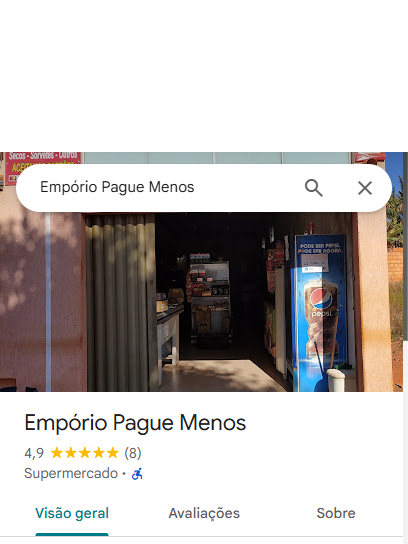 Secos - Sorvetes - Outros
Empório Pague Menos
PODE SER PEPSI.
PODE SER AGORA.
pepsi
Empório Pague Menos
4,9 (8)
Supermercado ·
Visão geral
Avaliações
Sobre